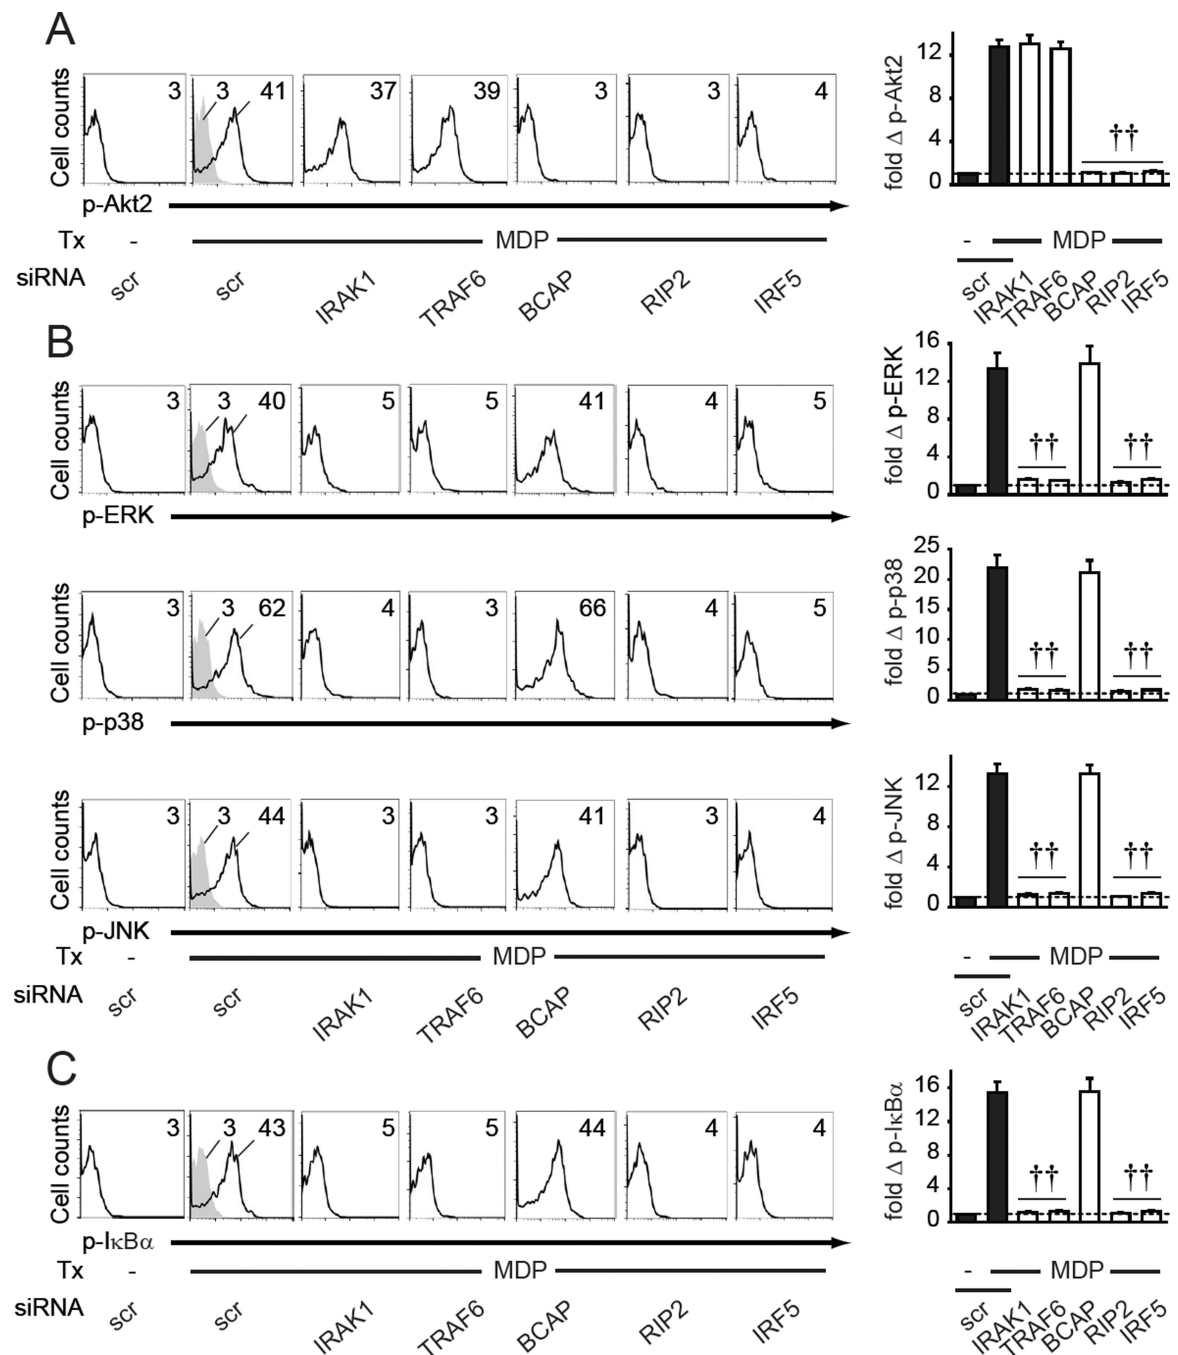 A
Cell counts
3
3 41
37
39
3
3
4
p-Akt2
Tx - MDP
siRNA scr scr IRAK1 TRAF6 BCAP RIP2 IRF5
fold Δ p-Akt2
12
8
4
0
††
- MDP
scr IRAK1 TRAF6 BCAP RIP2 IRF5
B
Cell counts
3
3 40
5
5
41
4
5
p-ERK
fold Δ p-ERK
16
12
8
4
0
†† ††
Cell counts
3
3 62
4
3
66
4
5
p-p38
fold Δ p-p38
25
20
15
10
5
0
†† ††
Cell counts
3
3 44
3
3
41
3
4
p-JNK
Tx - MDP
siRNA scr scr IRAK1 TRAF6 BCAP RIP2 IRF5
fold Δ p-JNK
12
8
4
0
†† ††
- MDP
scr IRAK1 TRAF6 BCAP RIP2 IRF5
C
Cell counts
3
3 43
5
5
44
4
4
p-IκBα
Tx - MDP
siRNA scr scr IRAK1 TRAF6 BCAP RIP2 IRF5
fold Δ p-IκBα
16
12
8
4
0
†† ††
- MDP
scr IRAK1 TRAF6 BCAP RIP2 IRF5